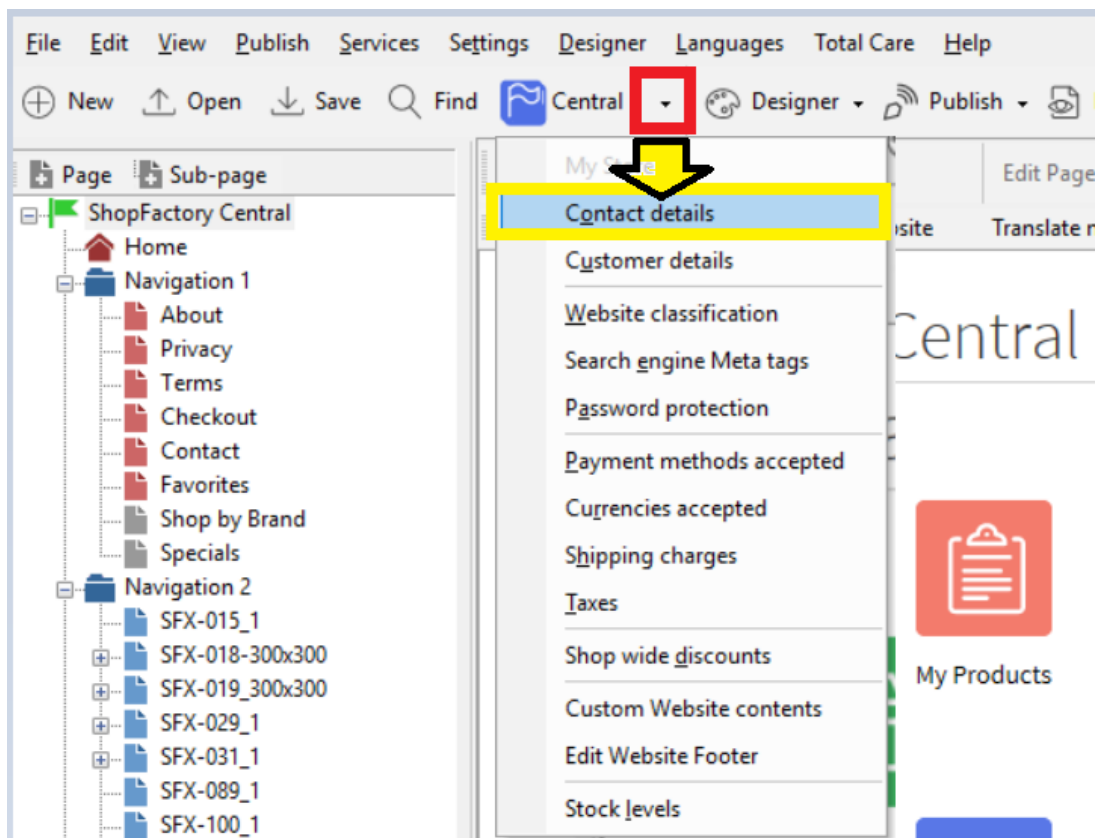 File Edit View Publish Services Settings Designer Languages Total Care Help
New Open Save Find Central Designer Publish
Page Sub-page
ShopFactory Central
Home
Navigation 1
About
Privacy
Terms
Checkout
Contact
Favorites
Shop by Brand
Specials
Navigation 2
SFX-015_1
SFX-018-300x300
SFX-019_300x300
SFX-029_1
SFX-031_1
SFX-089_1
SFX-100_1
My
Contact details
Customer details
Website classification
Search engine Meta tags
Password protection
Payment methods accepted
Currencies accepted
Shipping charges
Taxes
Shop wide discounts
Custom Website contents
Edit Website Footer
Stock levels
Edit Page
Translate
Central
My Products